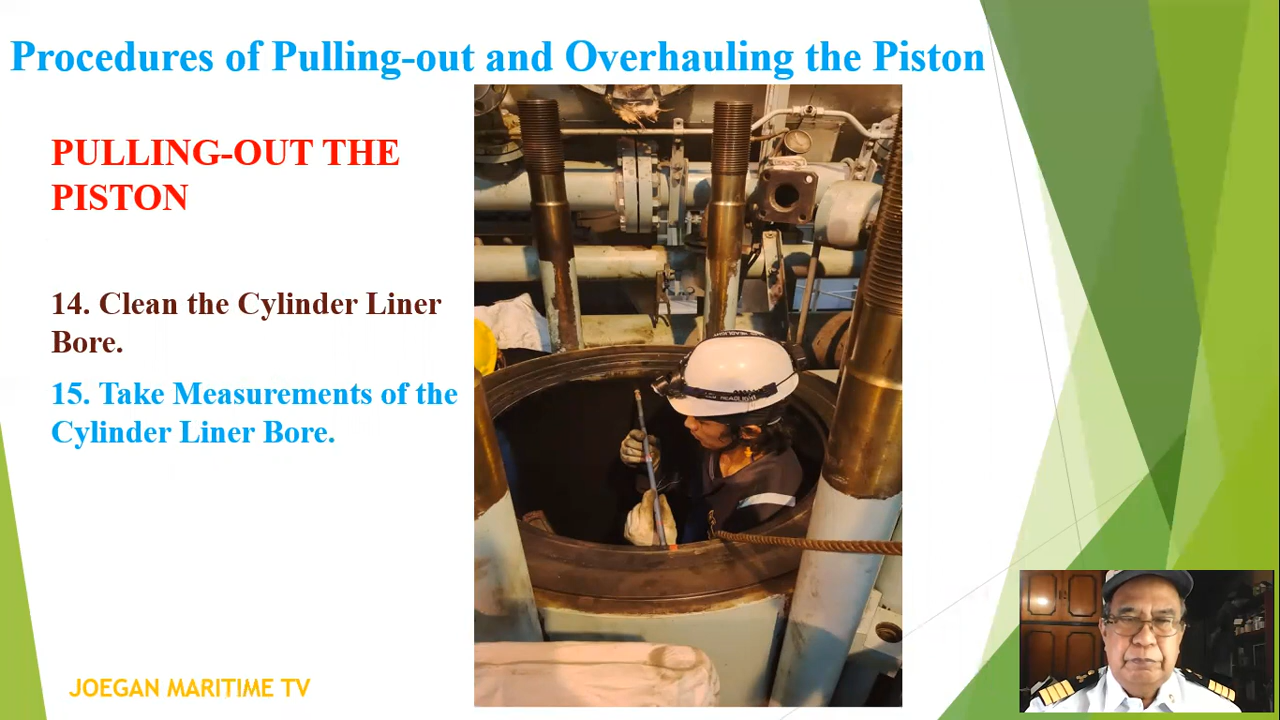 Procedures of Pulling-out and Overhauling the Piston
PULLING-OUT THE
PISTON
14. Clean the Cylinder Liner
Bore.
15. Take Measurements of the
Cylinder Liner Bore.
JOEGAN MARITIME TV